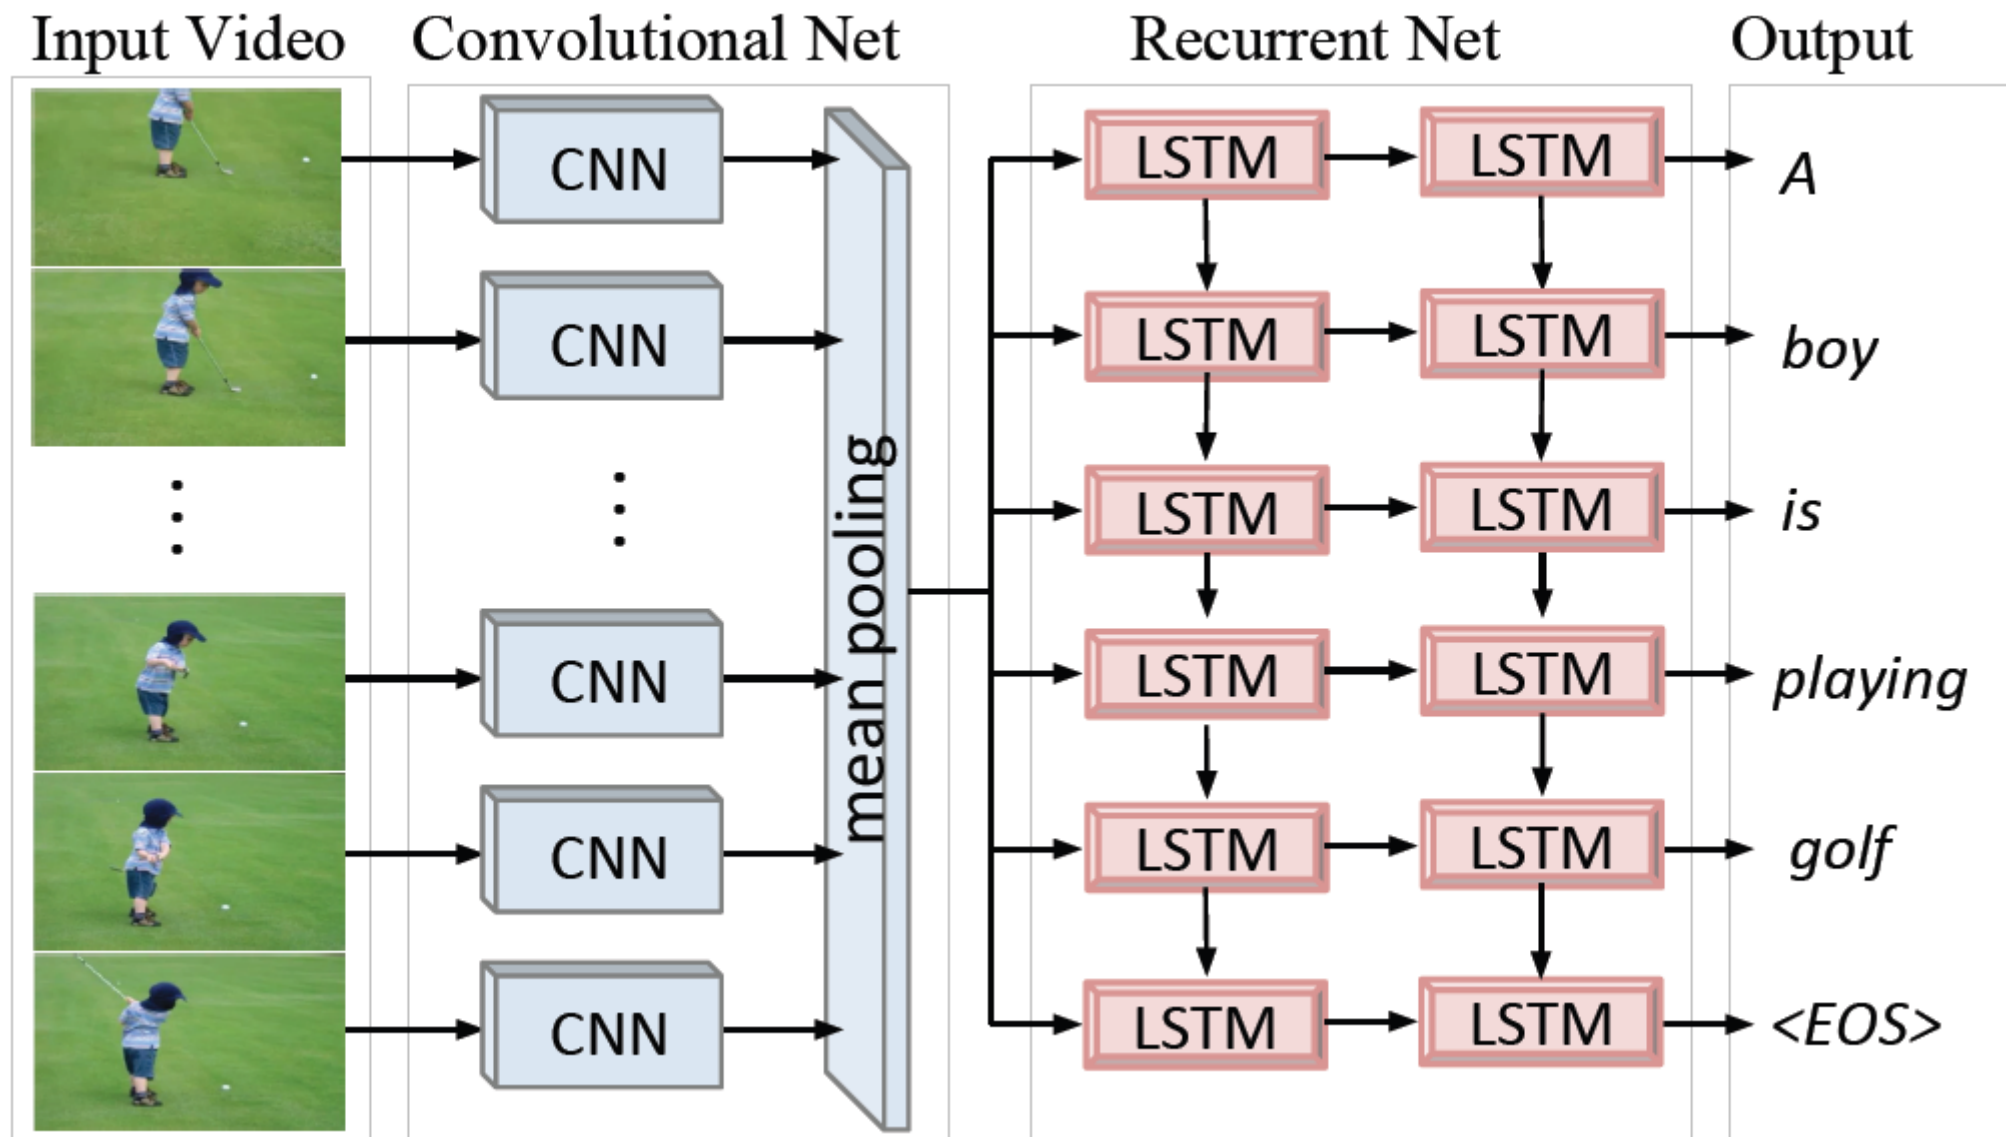 Input Video
Convolutional Net
Recurrent Net
Output
CNN
CNN
CNN
CNN
CNN
mean pooling
LSTM LSTM A
LSTM LSTM boy
LSTM LSTM is
LSTM LSTM playing
LSTM LSTM golf
LSTM LSTM <EOS>